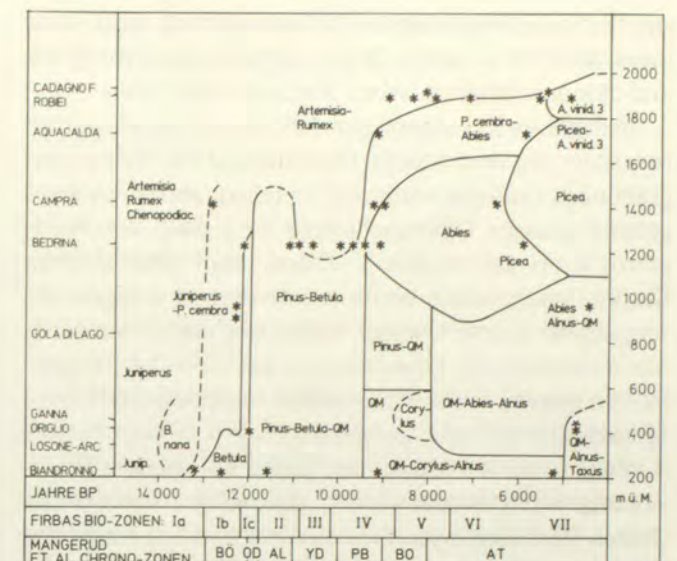 2000
CADAGNO F.
ROBIEI
Artemisia-
Rumex
A. vinid. 3
1800
AQUACALDA
P. cembra-
Abies
Picea-
A. vinid. 3
1600
Artemisia
Rumex
Chenopodiac.
CAMPRA
Picea
1400
Abies
BEDRINA
Picea
1200
Juniperus
-P. cembra
Pinus-Betula
Abies
Alnus-QM
1000
GOLA DI LAGO
Pinus-QM
800
Juniperus
600
GANNA
ORIGLIO
LOSONE-ARC.
B.
nana.
Pinus-Betula-QM
QM
Cory-
lus
QM-Abies-Alnus
400
QM-
Alnus-
Taxus
BIANDRONNO
Junip.
Betula
QM-Corylus-Alnus
200
JAHRE BP
14 000 12 000 10 000 8 000 6 000
m ü. M.
FIRBAS BIO-ZONEN: Ia Ib Ic II III IV V VI VII
MANGERUD
ET AL. CHRONO-ZONEN BÖ OD AL YD PB BO AT